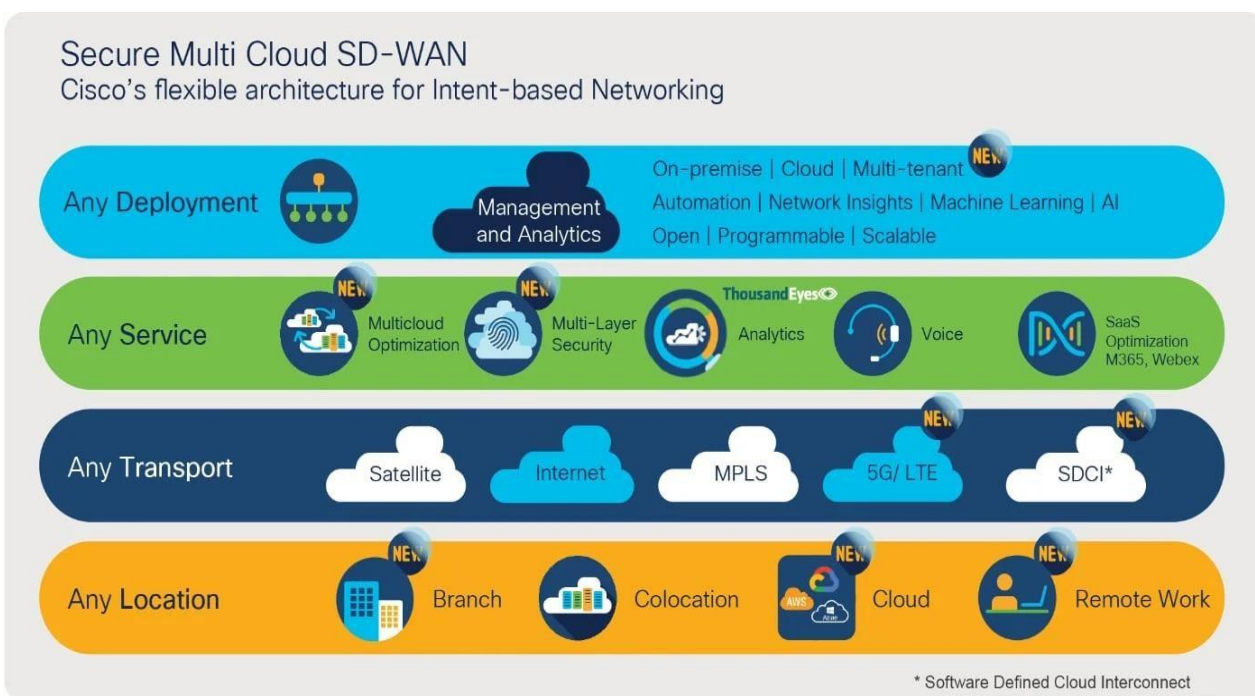 Secure Multi Cloud SD-WAN
Cisco's flexible architecture for Intent-based Networking
Any Deployment
Management
and Analytics
On-premise | Cloud | Multi-tenant
NEW
Automation | Network Insights | Machine Learning | AI
Open | Programmable | Scalable
Any Service
NEW
Multicloud
Optimization
NEW
Multi-Layer
Security
ThousandEyes
Analytics
Voice
SaaS
Optimization
M365, Webex
Any Transport
Satellite
Internet
MPLS
NEW
5G/ LTE
NEW
SDCI*
Any Location
NEW
Branch
Colocation
NEW
AWS
Azure
Cloud
NEW
Remote Work
* Software Defined Cloud Interconnect